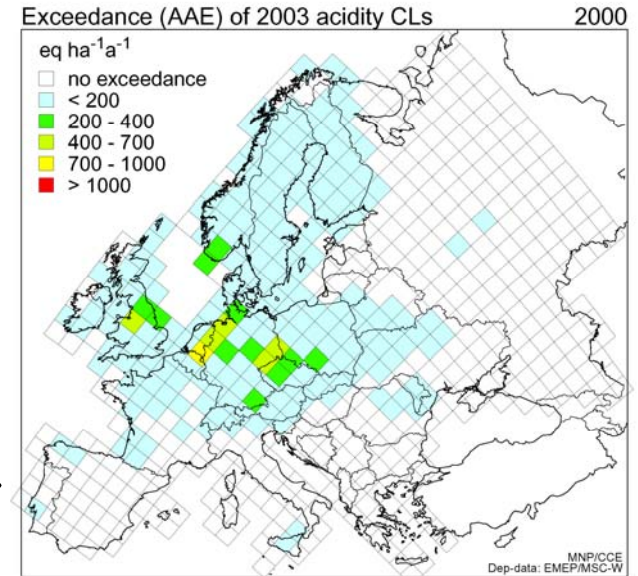 Exceedance (AAE) of 2003 acidity CLs 2000
eq ha⁻¹a⁻¹
no exceedance
< 200
200 - 400
400 - 700
700 - 1000
> 1000
MNP/CCE
Dep-data: EMEP/MSC-W